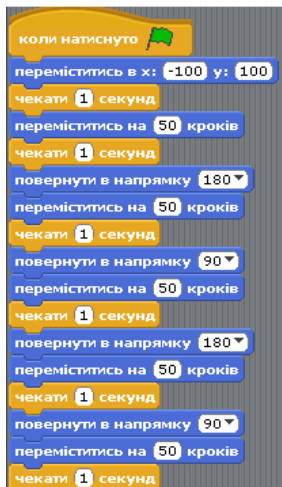 коли натиснуто
переміститись в x: -100 y: 100
чекати 1 секунд
переміститись на 50 кроків
чекати 1 секунд
повернути в напрямку 180
переміститись на 50 кроків
чекати 1 секунд
повернути в напрямку 90
переміститись на 50 кроків
чекати 1 секунд
повернути в напрямку 180
переміститись на 50 кроків
чекати 1 секунд
повернути в напрямку 90
переміститись на 50 кроків
чекати 1 секунд